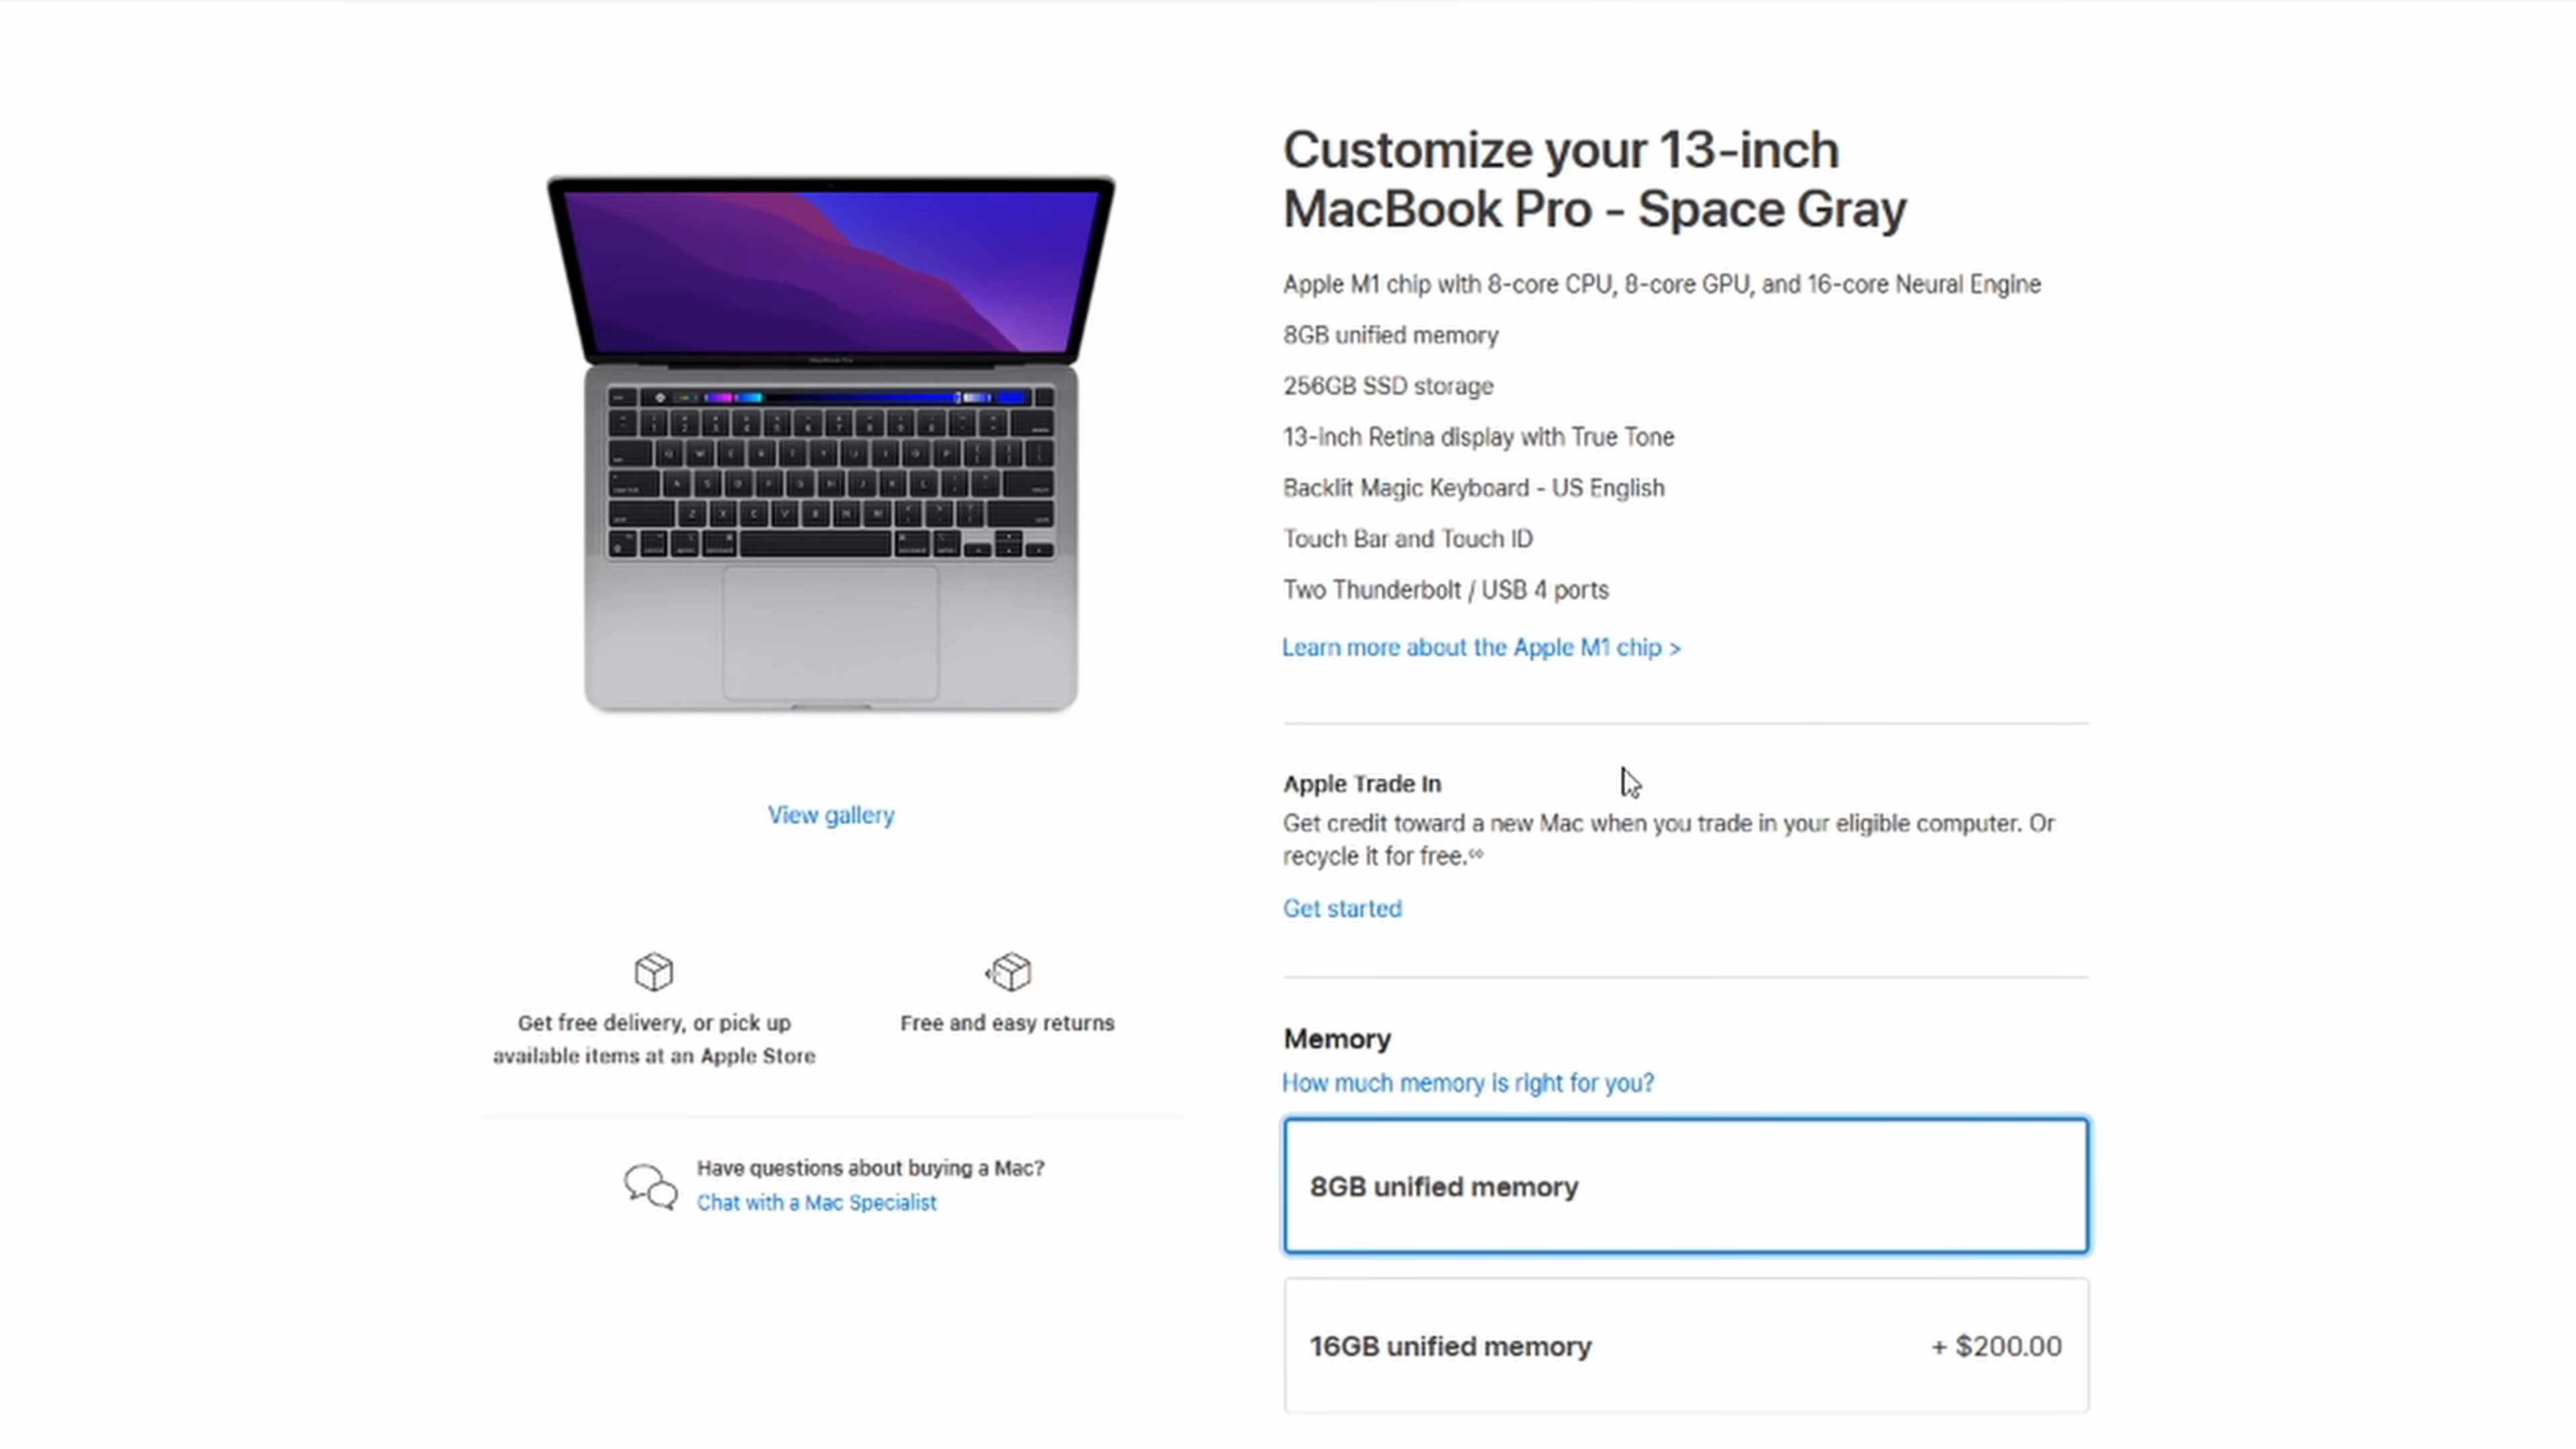 Customize your 13-inch
MacBook Pro - Space Gray
Apple M1 chip with 8-core CPU, 8-core GPU, and 16-core Neural Engine
8GB unified memory
256GB SSD storage
13-inch Retina display with True Tone
Backlit Magic Keyboard - US English
Touch Bar and Touch ID
Two Thunderbolt / USB 4 ports
Learn more about the Apple M1 chip >
View gallery
Get free delivery, or pick up
available items at an Apple Store
Free and easy returns
Have questions about buying a Mac?
Chat with a Mac Specialist
Apple Trade In
Get credit toward a new Mac when you trade in your eligible computer. Or
recycle it for free.
Get started
Memory
How much memory is right for you?
8GB unified memory
16GB unified memory + $200.00